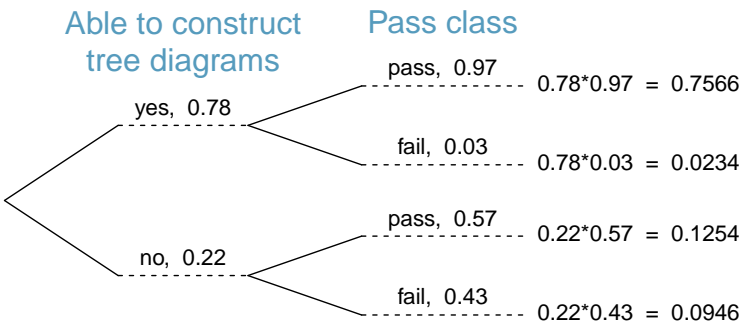 Able to construct
tree diagrams
Pass class
pass, 0.97
0.78*0.97 = 0.7566
yes, 0.78
fail, 0.03
0.78*0.03 = 0.0234
pass, 0.57
0.22*0.57 = 0.1254
no, 0.22
fail, 0.43
0.22*0.43 = 0.0946